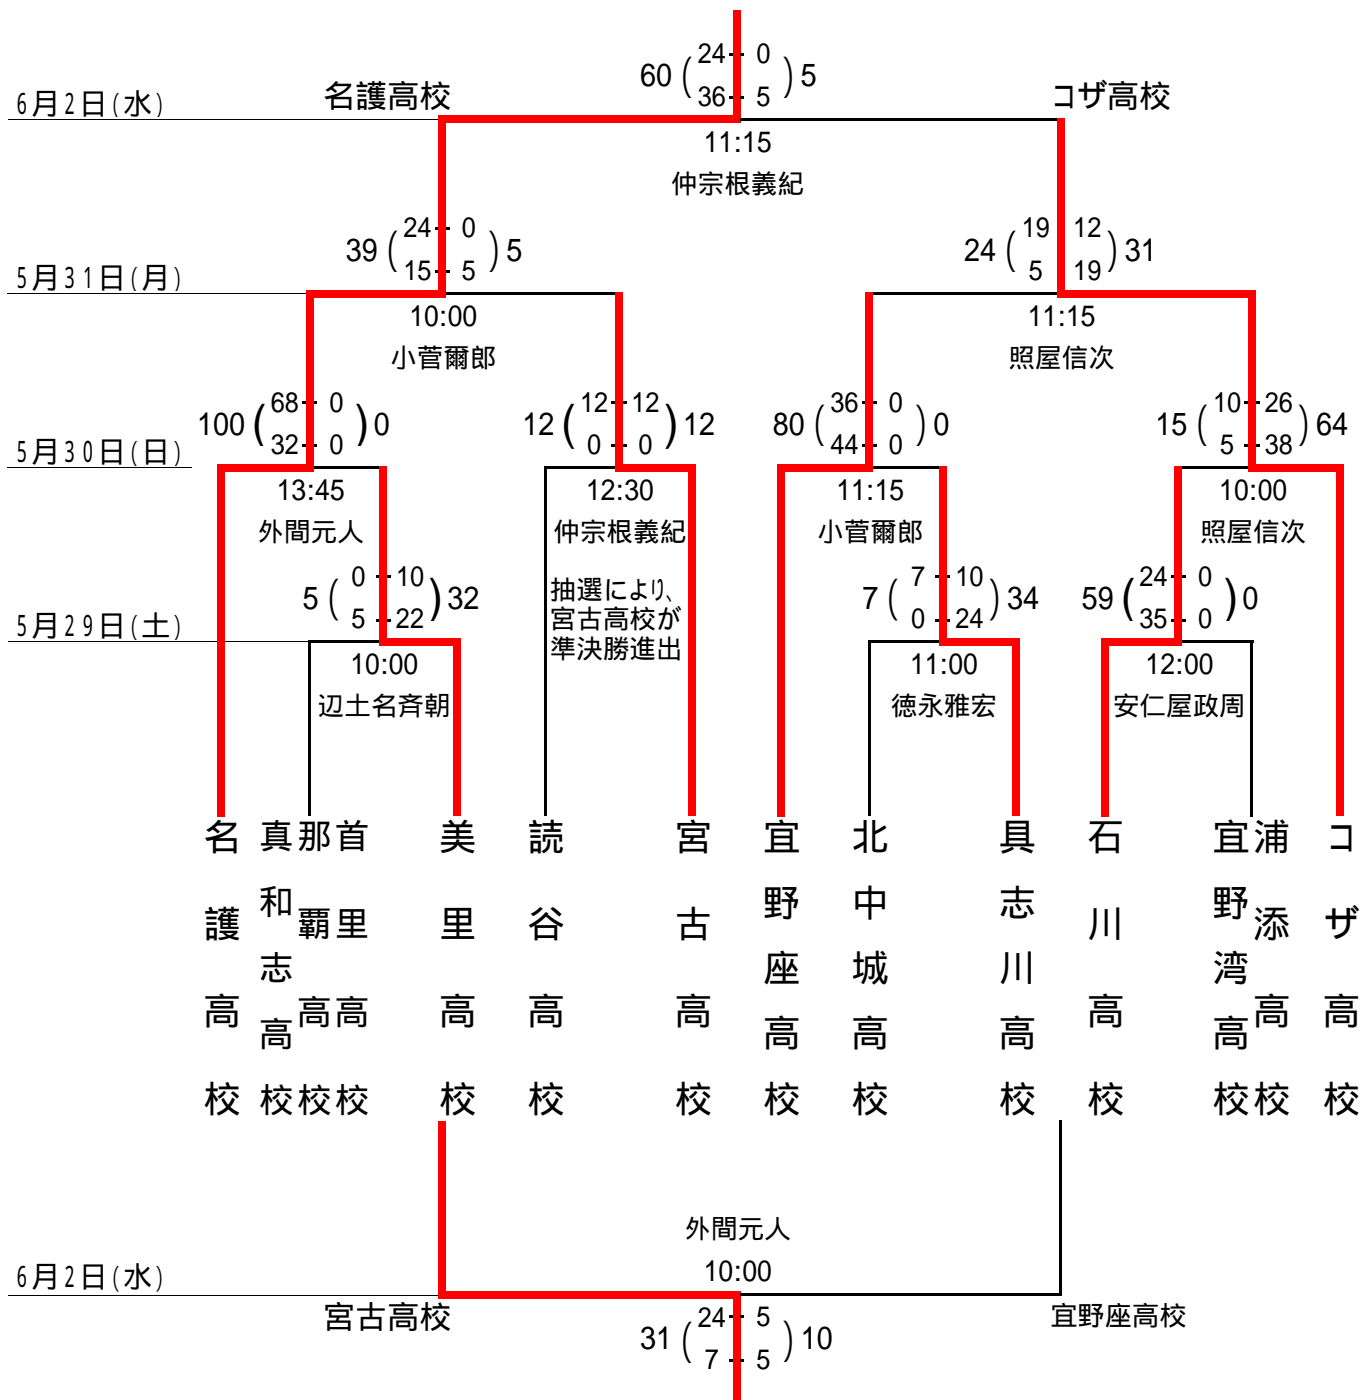 24 0
60 ( ) 5
36 5
6月2日(水)
名護高校
コザ高校
11:15
仲宗根義紀
24 0
39 ( ) 5
15 5
19 12
24 ( ) 31
5 19
5月31日(月)
10:00
小菅爾郎
11:15
照屋信次
68 0
100 ( ) 0
32 0
12 12
12 ( ) 12
0 0
36 0
80 ( ) 0
44 0
10 26
15 ( ) 64
5 38
5月30日(日)
13:45
外間元人
12:30
仲宗根義紀
11:15
小菅爾郎
10:00
照屋信次
抽選により、
宮古高校が
準決勝進出
0 10
5 ( ) 32
5 22
7 10
7 ( ) 34
0 24
24 0
59 ( ) 0
35 0
5月29日(土)
10:00
辺土名斉朝
11:00
徳永雅宏
12:00
安仁屋政周
名護高校
真和志高校
那覇高校
首里高校
美里高校
読谷高校
宮古高校
宜野座高校
北中城高校
具志川高校
石川高校
宜野湾高校
浦添高校
コザ高校
外間元人
10:00
6月2日(水)
宮古高校
宜野座高校
24 5
31 ( ) 10
7 5